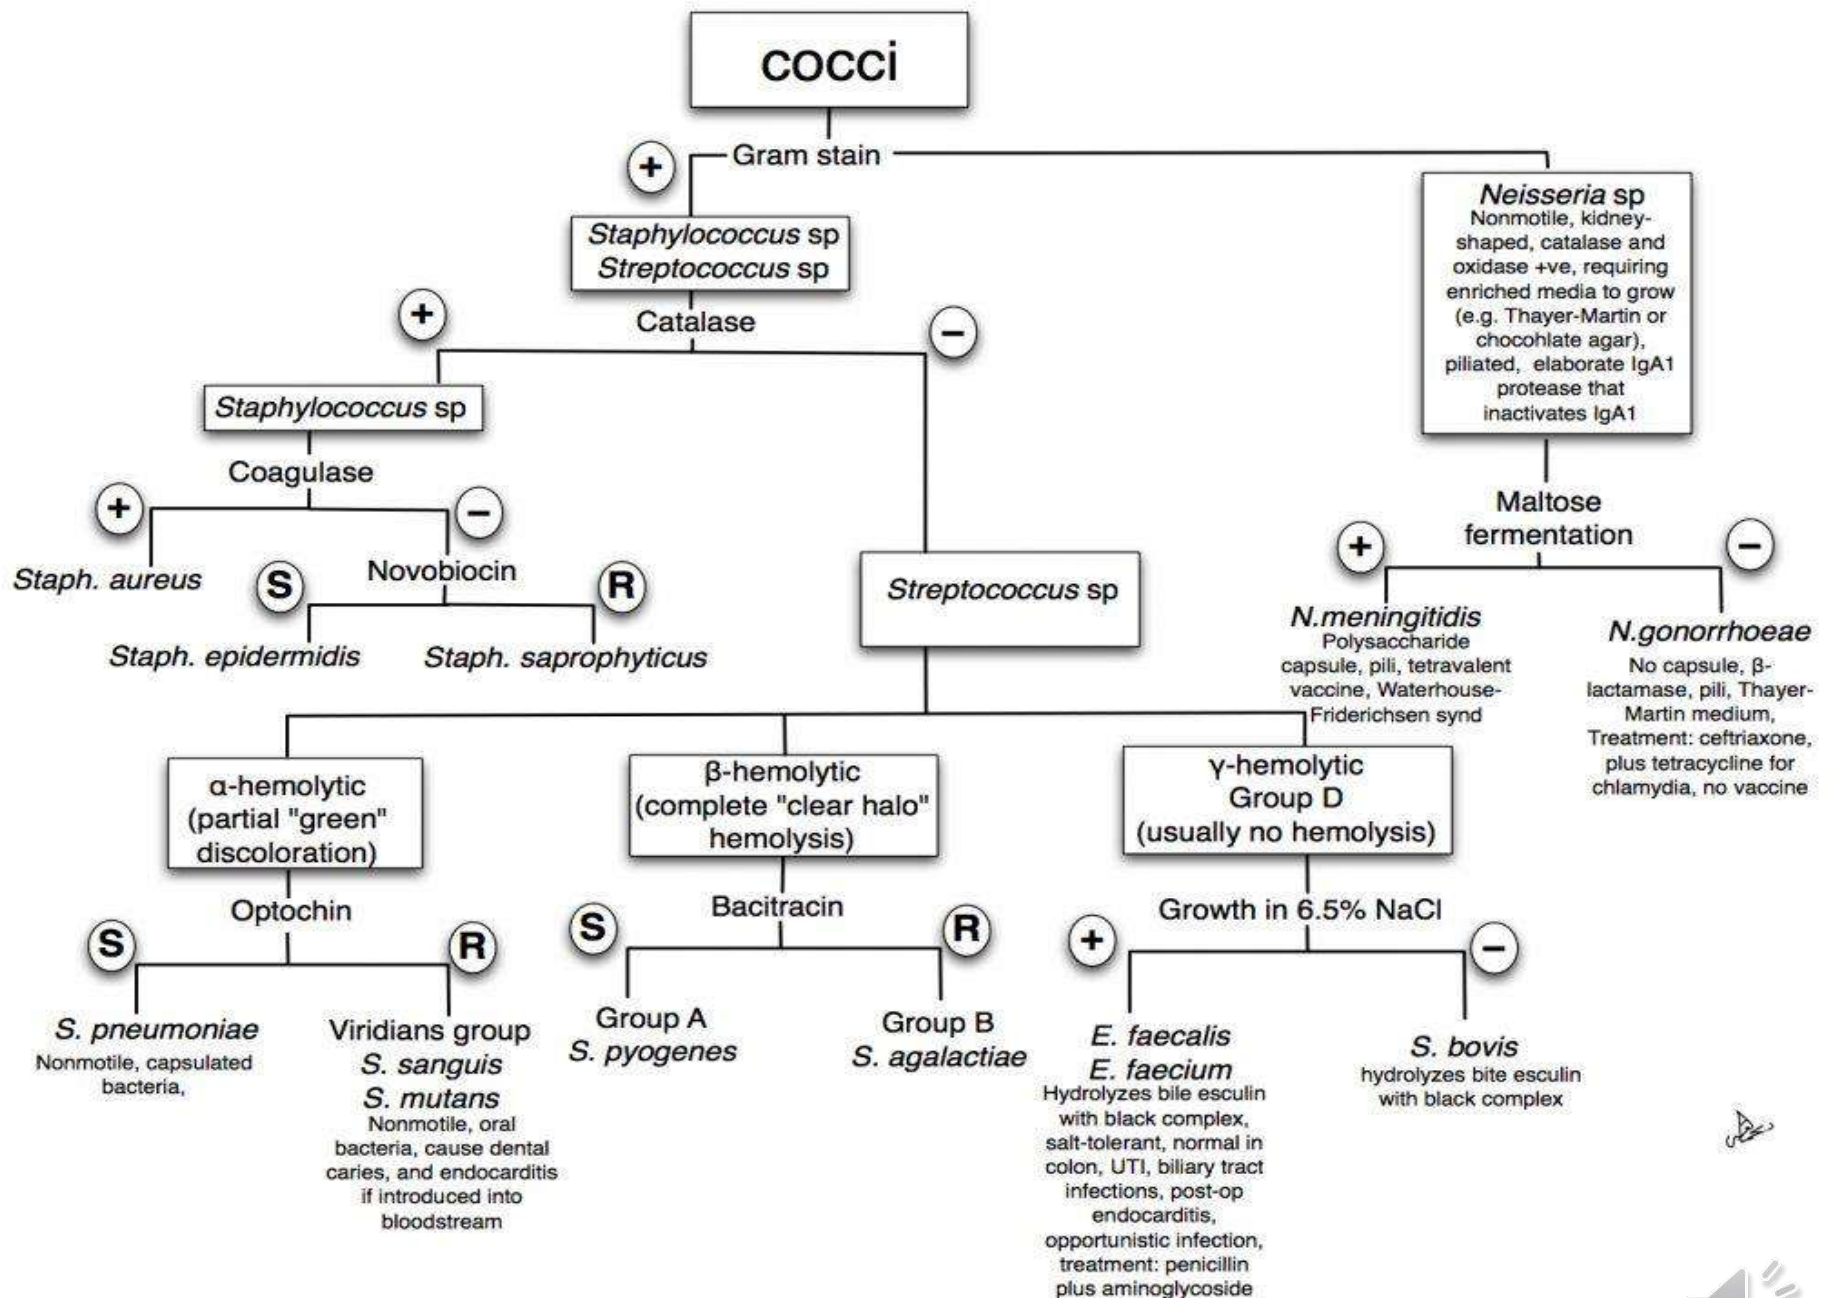 cocci
Gram stain
+
Staphylococcus sp
Streptococcus sp
Catalase
+
−
Staphylococcus sp
Coagulase
+
−
Staph. aureus
Novobiocin
S
R
Staph. epidermidis
Staph. saprophyticus
Streptococcus sp
α-hemolytic
(partial "green"
discoloration)
Optochin
S
R
S. pneumoniae
Nonmotile, capsulated
bacteria,
Viridians group
S. sanguis
S. mutans
Nonmotile, oral
bacteria, cause dental
caries, and endocarditis
if introduced into
bloodstream
β-hemolytic
(complete "clear halo"
hemolysis)
Bacitracin
S
R
Group A
S. pyogenes
Group B
S. agalactiae
γ-hemolytic
Group D
(usually no hemolysis)
Growth in 6.5% NaCl
+
−
E. faecalis
E. faecium
Hydrolyzes bile esculin
with black complex,
salt-tolerant, normal in
colon, UTI, biliary tract
infections, post-op
endocarditis,
opportunistic infection,
treatment: penicillin
plus aminoglycoside
S. bovis
hydrolyzes bite esculin
with black complex
Neisseria sp
Nonmotile, kidney-
shaped, catalase and
oxidase +ve, requiring
enriched media to grow
(e.g. Thayer-Martin or
chocohlate agar),
piliated, elaborate IgA1
protease that
inactivates IgA1
Maltose
fermentation
+
−
N.meningitidis
Polysaccharide
capsule, pili, tetravalent
vaccine, Waterhouse-
Friderichsen synd
N.gonorrhoeae
No capsule, β-
lactamase, pili, Thayer-
Martin medium,
Treatment: ceftriaxone,
plus tetracycline for
chlamydia, no vaccine